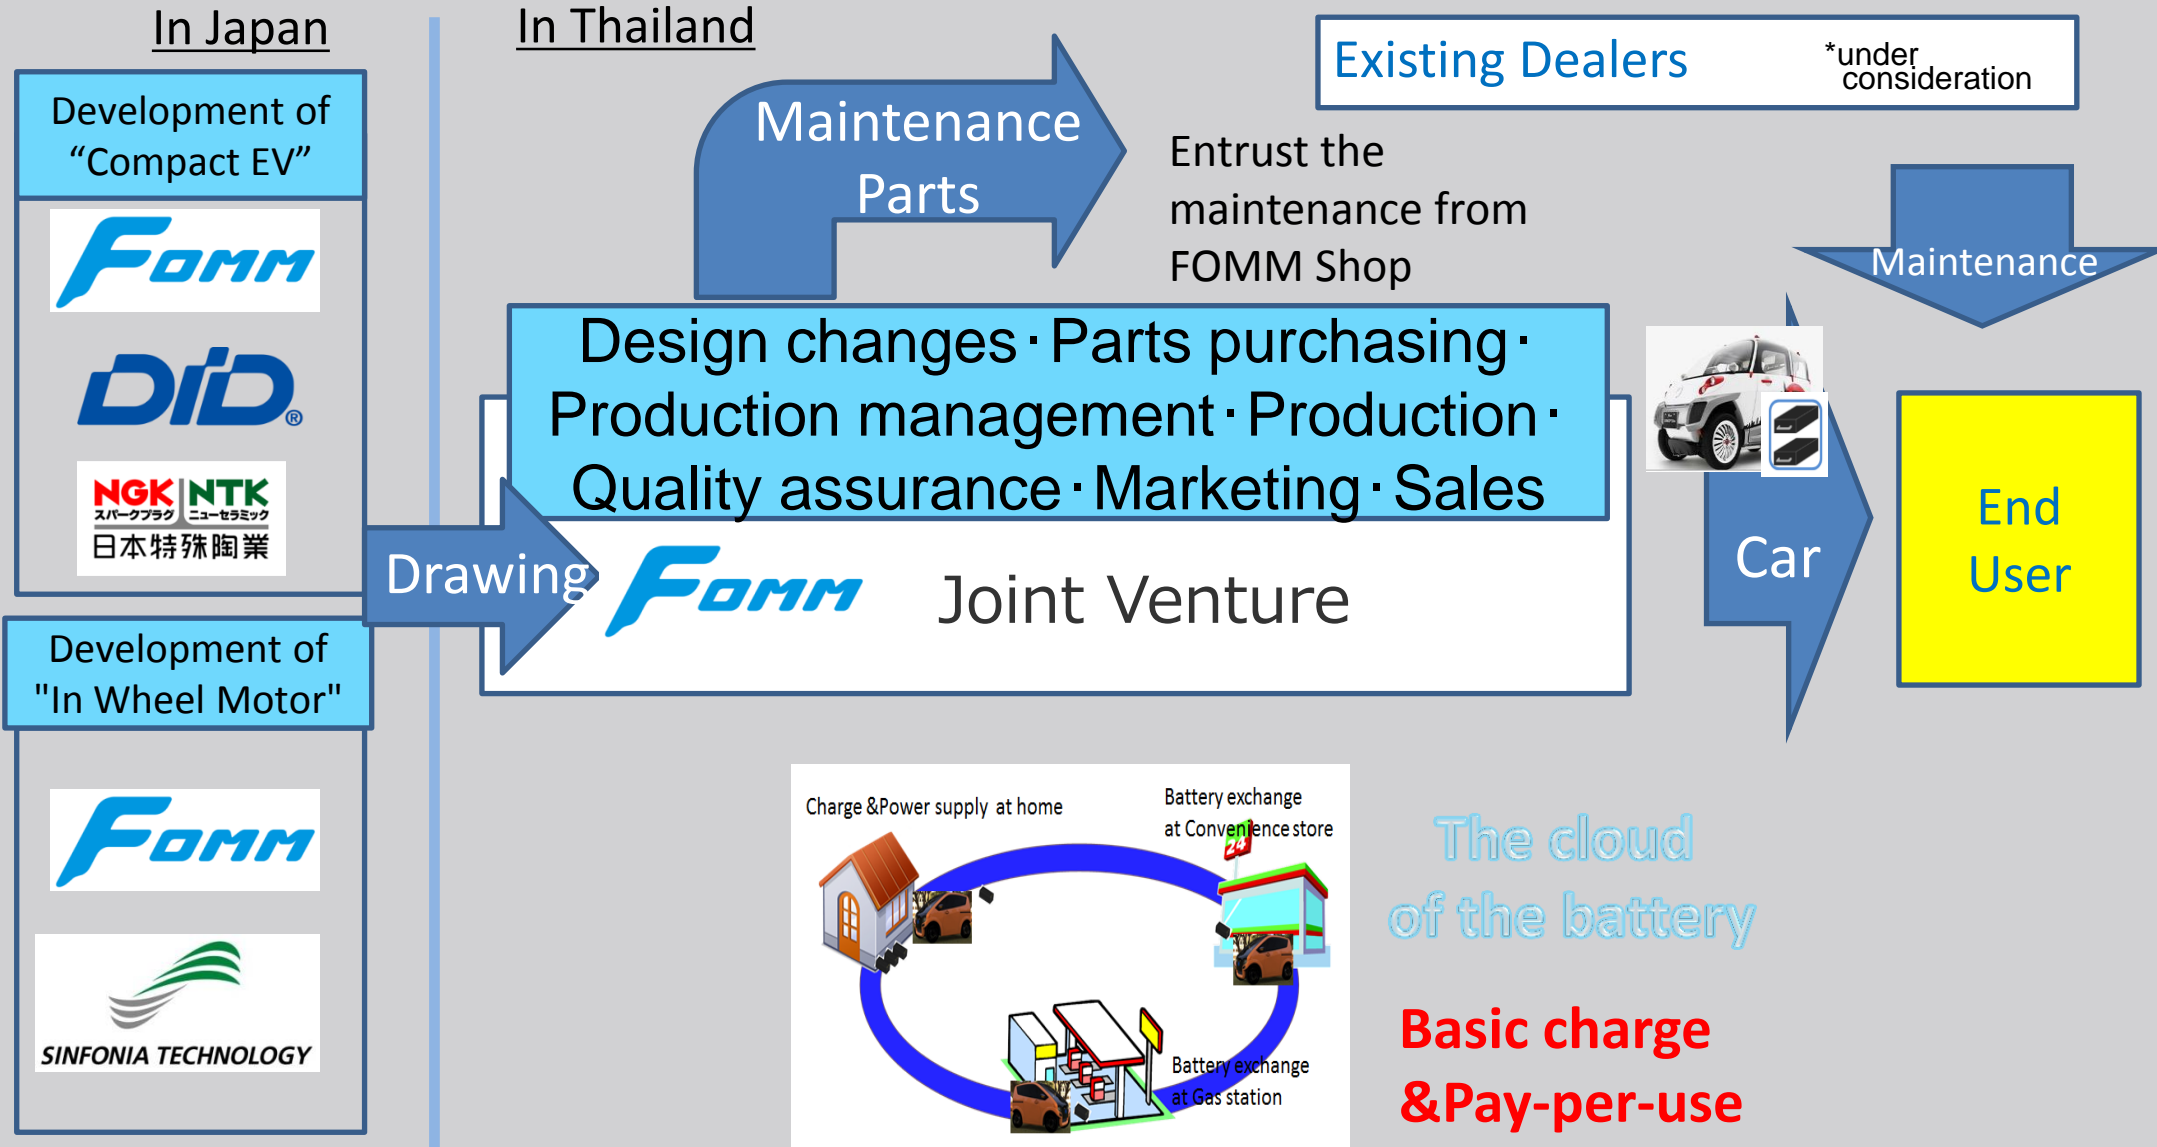 In Japan
Development of
“Compact EV”
FOMM
DID®
NGK NTK
スパークプラグ ニューセラミック
日本特殊陶業
Development of
"In Wheel Motor"
FOMM
SINFONIA TECHNOLOGY
In Thailand
Maintenance
Parts
Existing Dealers
*under
consideration
Entrust the
maintenance from
FOMM Shop
Maintenance
Design changes･Parts purchasing･
Production management･Production･
Quality assurance･Marketing･Sales
Drawing
FOMM
Joint Venture
Car
End
User
Charge &Power supply at home
Battery exchange
at Convenience store
24
Battery exchange
at Gas station
The cloud
of the battery
Basic charge
&Pay-per-use